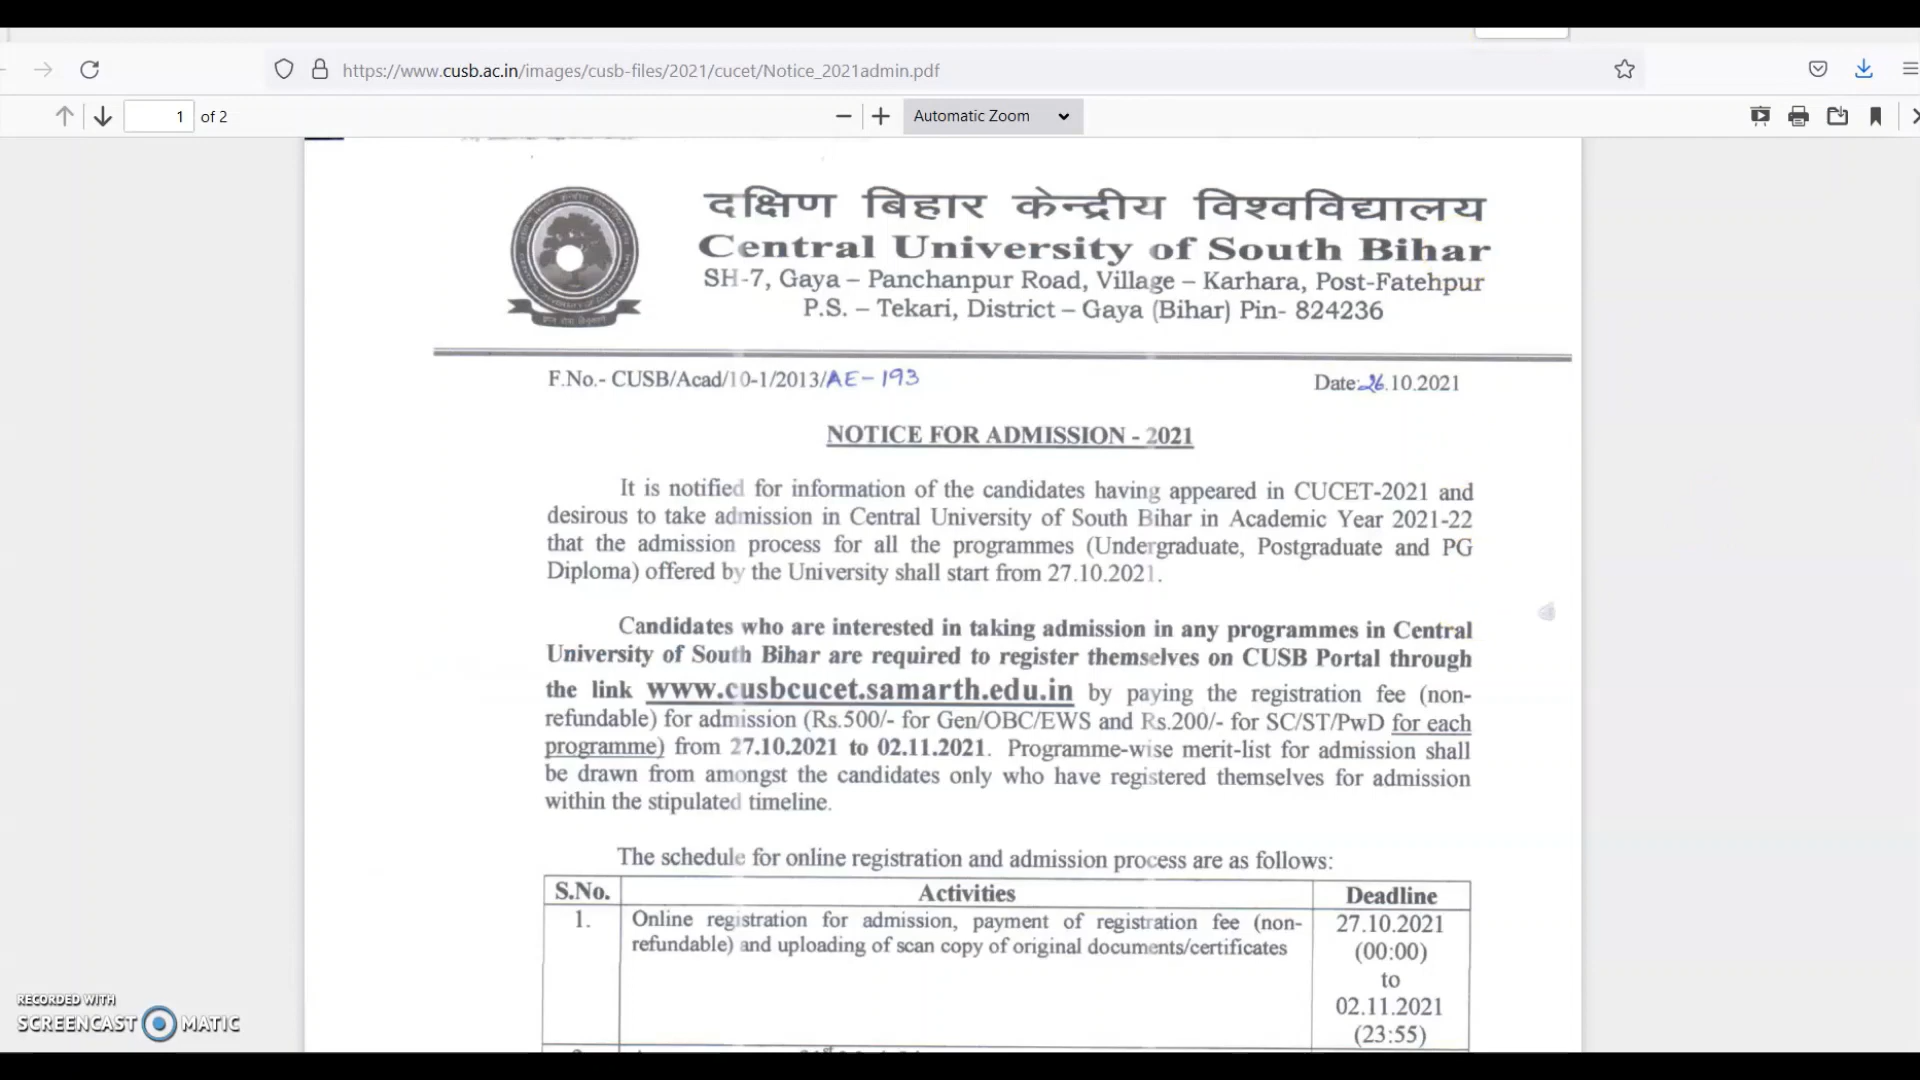 https://www.cusb.ac.in/images/cusb-files/2021/cucet/Notice_2021admin.pdf
1 of 2
Automatic Zoom
दक्षिण बिहार केन्द्रीय विश्वविद्यालय
Central University of South Bihar
SH-7, Gaya – Panchanpur Road, Village – Karhara, Post-Fatehpur
P.S. – Tekari, District – Gaya (Bihar) Pin- 824236
F.No.- CUSB/Acad/10-1/2013/AE-193
Date:26.10.2021
NOTICE FOR ADMISSION - 2021
It is notified for information of the candidates having appeared in CUCET-2021 and
desirous to take admission in Central University of South Bihar in Academic Year 2021-22
that the admission process for all the programmes (Undergraduate, Postgraduate and PG
Diploma) offered by the University shall start from 27.10.2021.
Candidates who are interested in taking admission in any programmes in Central
University of South Bihar are required to register themselves on CUSB Portal through
the link www.cusbcucet.samarth.edu.in by paying the registration fee (non-
refundable) for admission (Rs.500/- for Gen/OBC/EWS and Rs.200/- for SC/ST/PwD for each
programme) from 27.10.2021 to 02.11.2021. Programme-wise merit-list for admission shall
be drawn from amongst the candidates only who have registered themselves for admission
within the stipulated timeline.
The schedule for online registration and admission process are as follows:
S.No. Activities Deadline
1. Online registration for admission, payment of registration fee (non-
refundable) and uploading of scan copy of original documents/certificates
27.10.2021
(00:00)
to
02.11.2021
(23:55)
RECORDED WITH
SCREENCAST MATIC